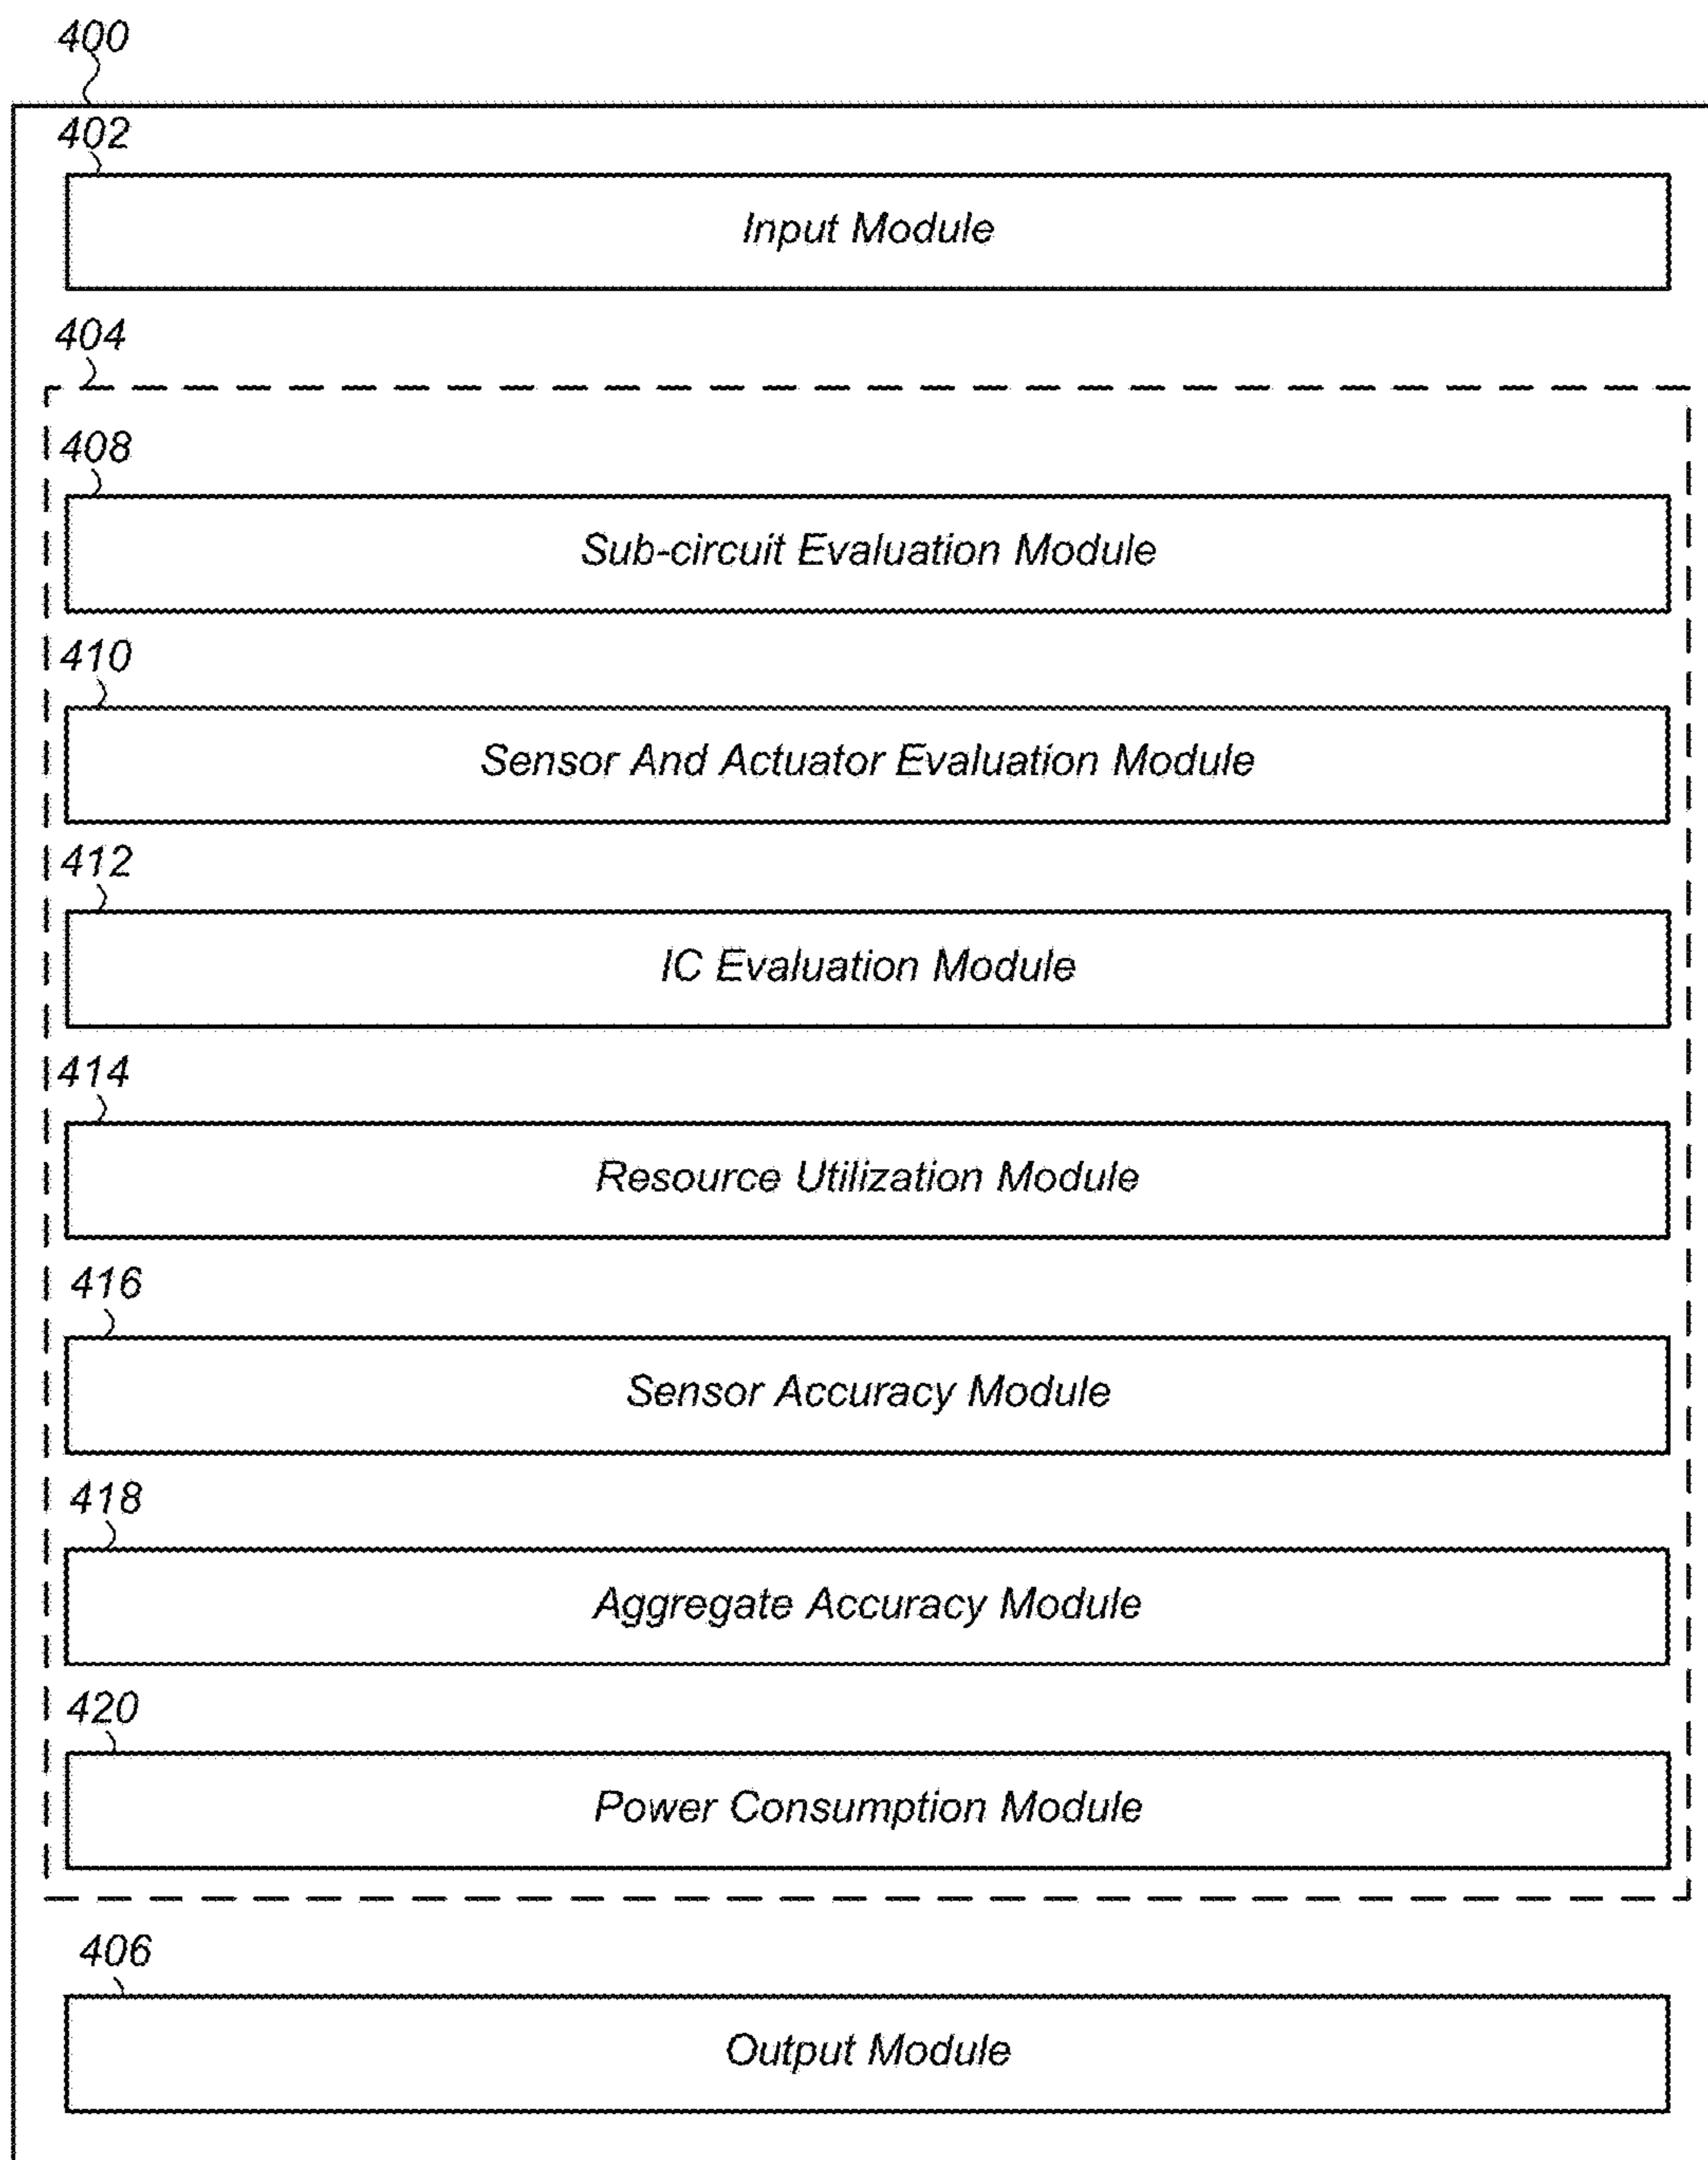 400
402
Input Module
404
408
Sub-circuit Evaluation Module
410
Sensor And Actuator Evaluation Module
412
IC Evaluation Module
414
Resource Utilization Module
416
Sensor Accuracy Module
418
Aggregate Accuracy Module
420
Power Consumption Module
406
Output Module